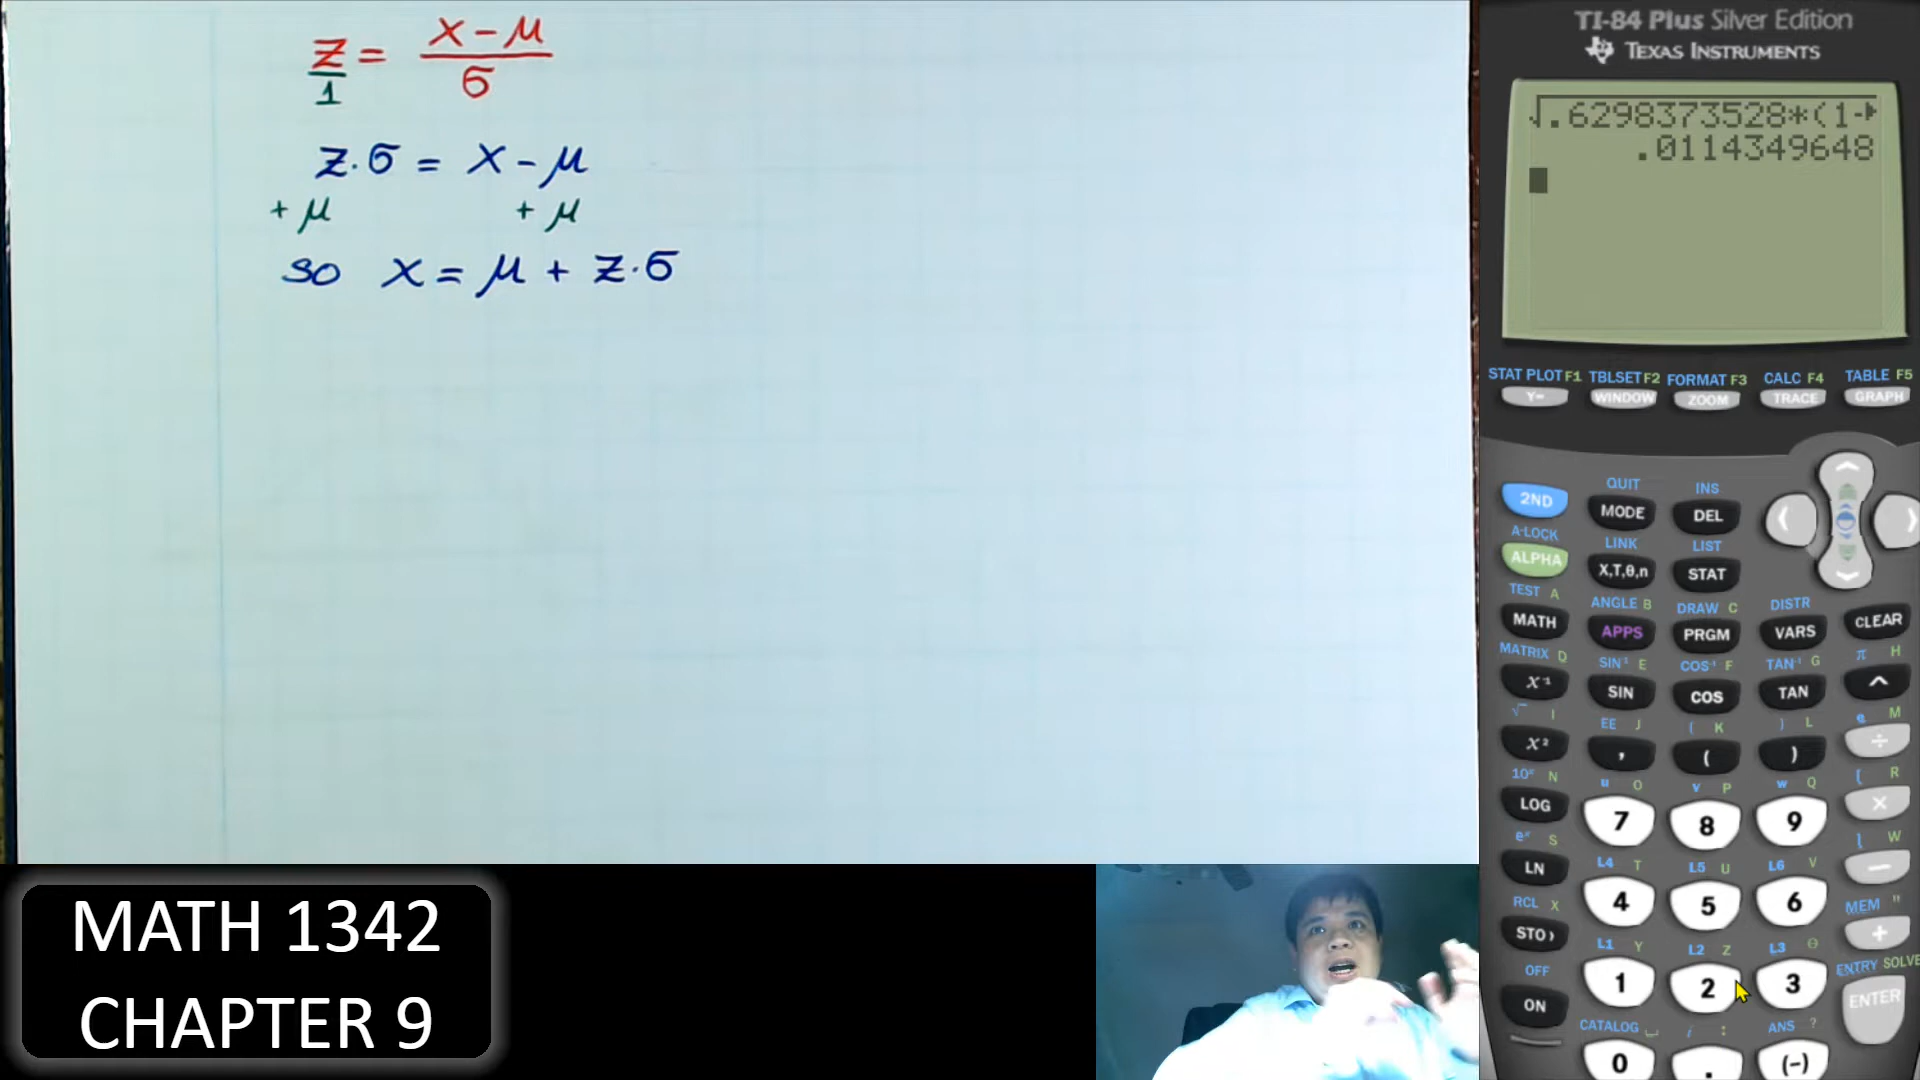 z/1 = (x-μ)/σ
z·σ = x-μ
+μ +μ
so x = μ + z·σ
MATH 1342
CHAPTER 9
TI-84 Plus Silver Edition
TEXAS INSTRUMENTS
√.6298373528*(1-
.0114349648
STAT PLOT F1 TBLSET F2 FORMAT F3 CALC F4 TABLE F5
Y= WINDOW ZOOM TRACE GRAPH
QUIT INS
2ND MODE DEL
A-LOCK LINK LIST
ALPHA X,T,θ,n STAT
TEST A ANGLE B DRAW C DISTR
MATH APPS PRGM VARS CLEAR
MATRIX D SIN⁻¹ E COS⁻¹ F TAN⁻¹ G π H
x⁻¹ SIN COS TAN ^
√ I EE J { K } L e M
x² , ( ) ÷
10ˣ N u O v P w Q [ R
LOG 7 8 9 ×
eˣ S L4 T L5 U L6 V ] W
LN 4 5 6 −
RCL X L1 Y L2 Z L3 θ MEM "
STO› 1 2 3 +
OFF CATALOG ⎵ i : ANS ? ENTRY SOLVE
ON 0 . (-) ENTER